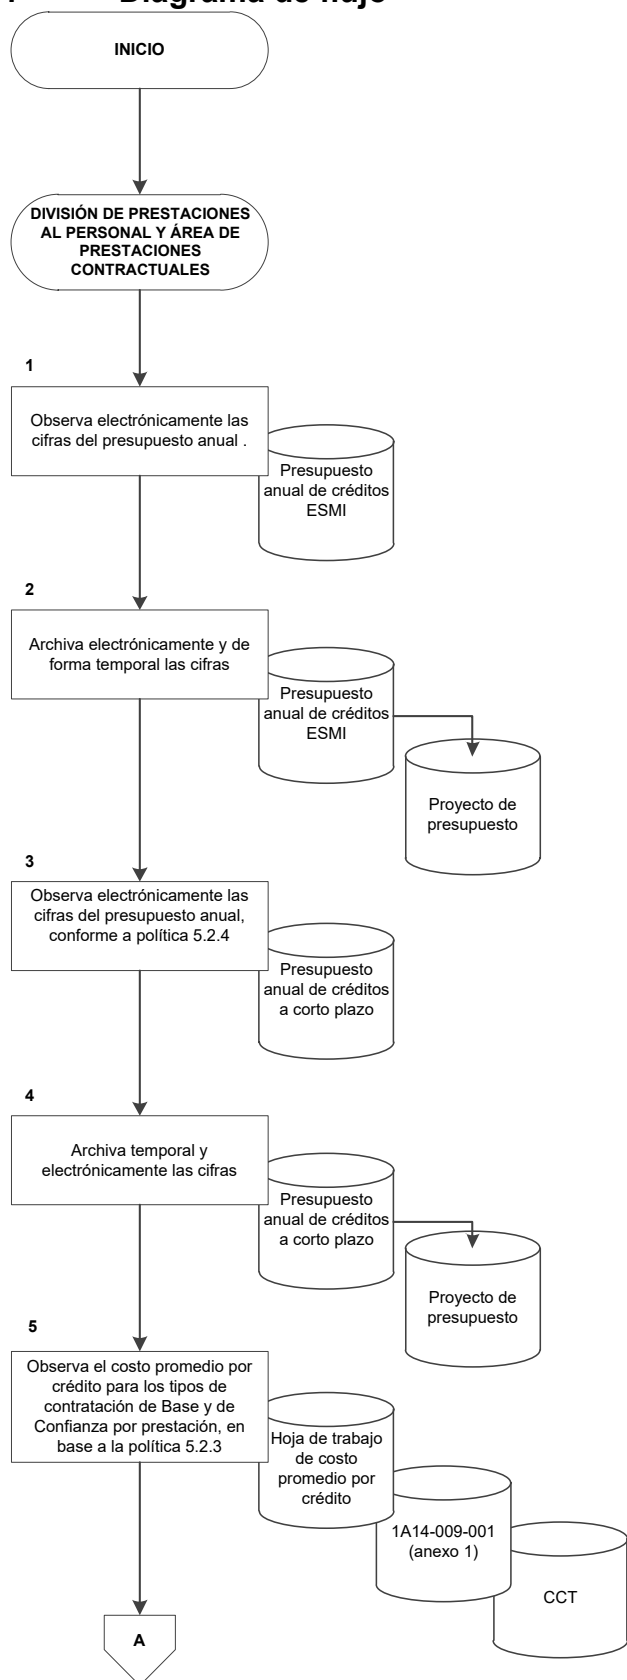 Diagrama de flujo
INICIO
DIVISIÓN DE PRESTACIONES
AL PERSONAL Y ÁREA DE
PRESTACIONES
CONTRACTUALES
1
Observa electrónicamente las
cifras del presupuesto anual .
Presupuesto
anual de créditos
ESMI
2
Archiva electrónicamente y de
forma temporal las cifras
Presupuesto
anual de créditos
ESMI
Proyecto de
presupuesto
3
Observa electrónicamente las
cifras del presupuesto anual,
conforme a política 5.2.4
Presupuesto
anual de créditos
a corto plazo
4
Archiva temporal y
electrónicamente las cifras
Presupuesto
anual de créditos
a corto plazo
Proyecto de
presupuesto
5
Observa el costo promedio por
crédito para los tipos de
contratación de Base y de
Confianza por prestación, en
base a la política 5.2.3
Hoja de trabajo
de costo
promedio por
crédito
1A14-009-001
(anexo 1)
CCT
A